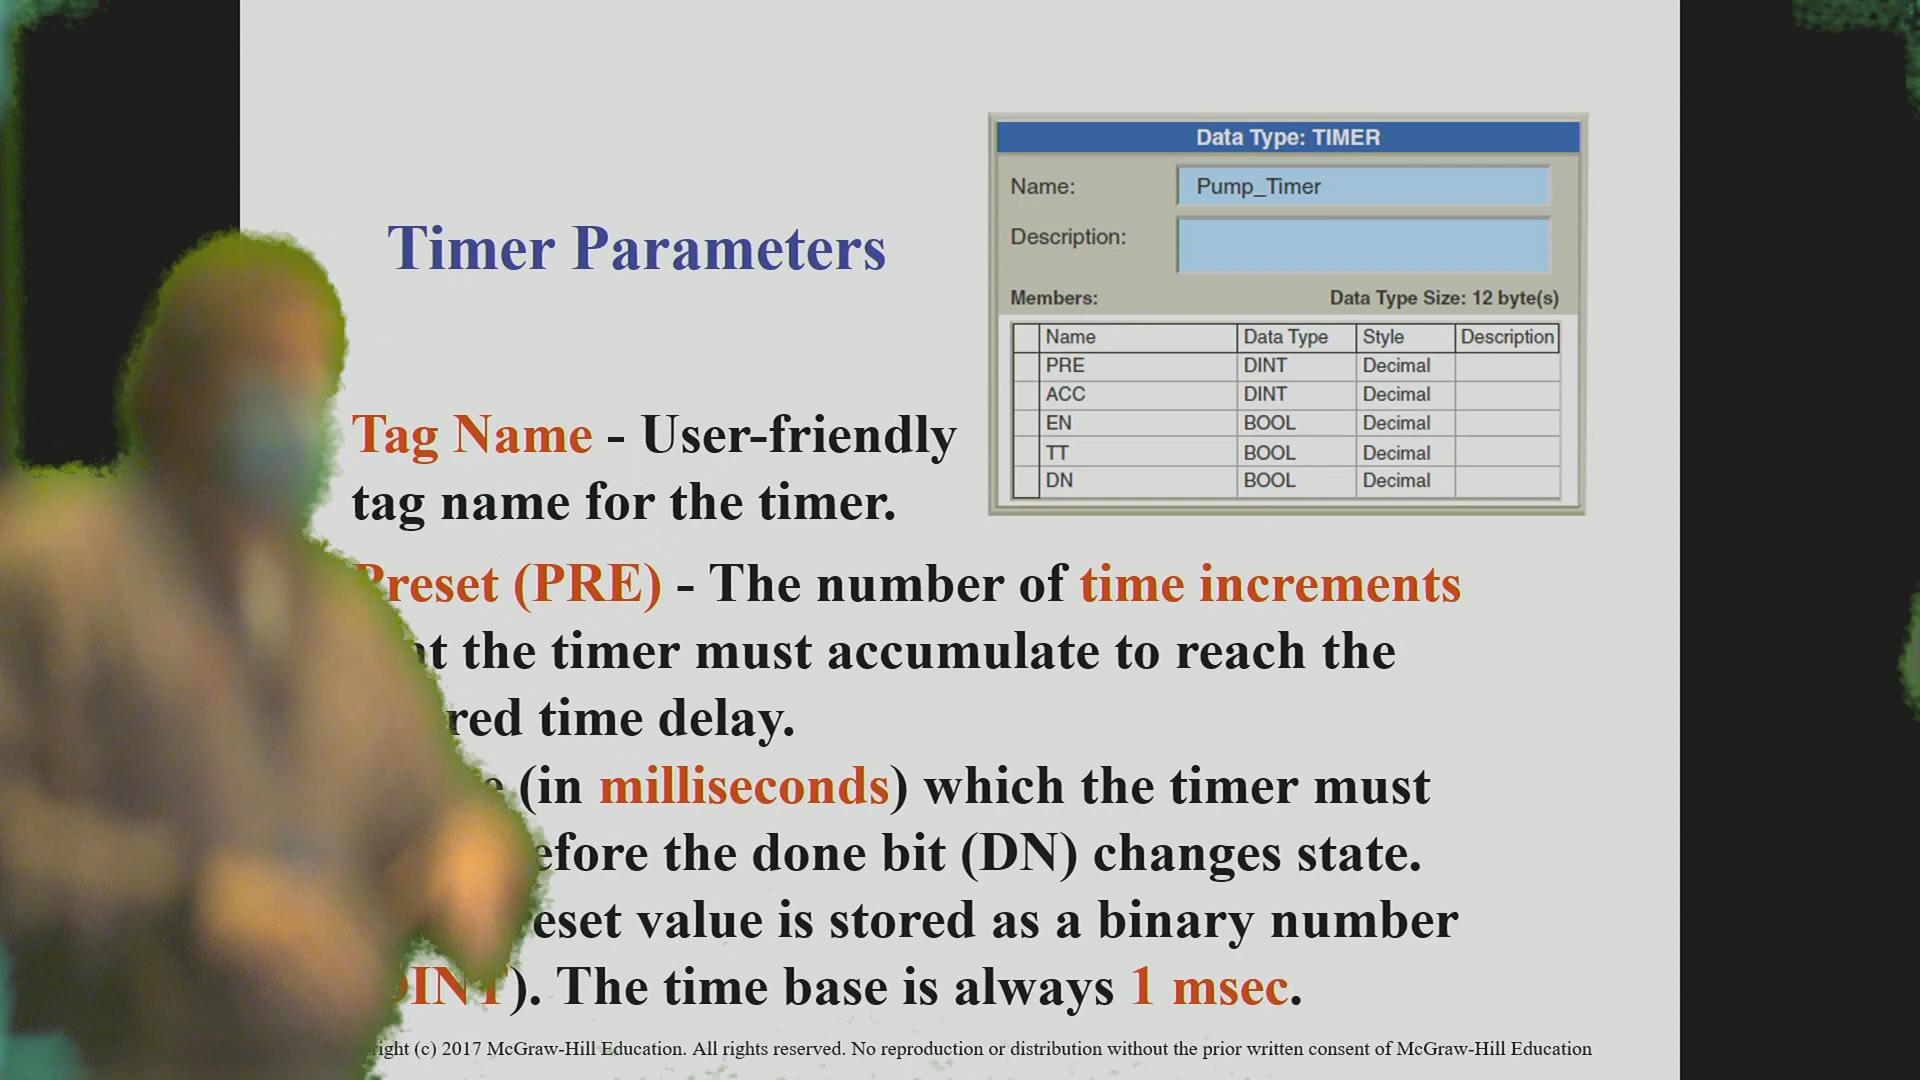 Data Type: TIMER
Name: Pump_Timer
Description:
Members: Data Type Size: 12 byte(s)
Name Data Type Style Description
PRE DINT Decimal
ACC DINT Decimal
EN BOOL Decimal
TT BOOL Decimal
DN BOOL Decimal
Timer Parameters
Tag Name - User-friendly
tag name for the timer.
Preset (PRE) - The number of time increments
the timer must accumulate to reach the
time delay.
(in milliseconds) which the timer must
before the done bit (DN) changes state.
value is stored as a binary number
DINT). The time base is always 1 msec.
(c) 2017 McGraw-Hill Education. All rights reserved. No reproduction or distribution without the prior written consent of McGraw-Hill Education